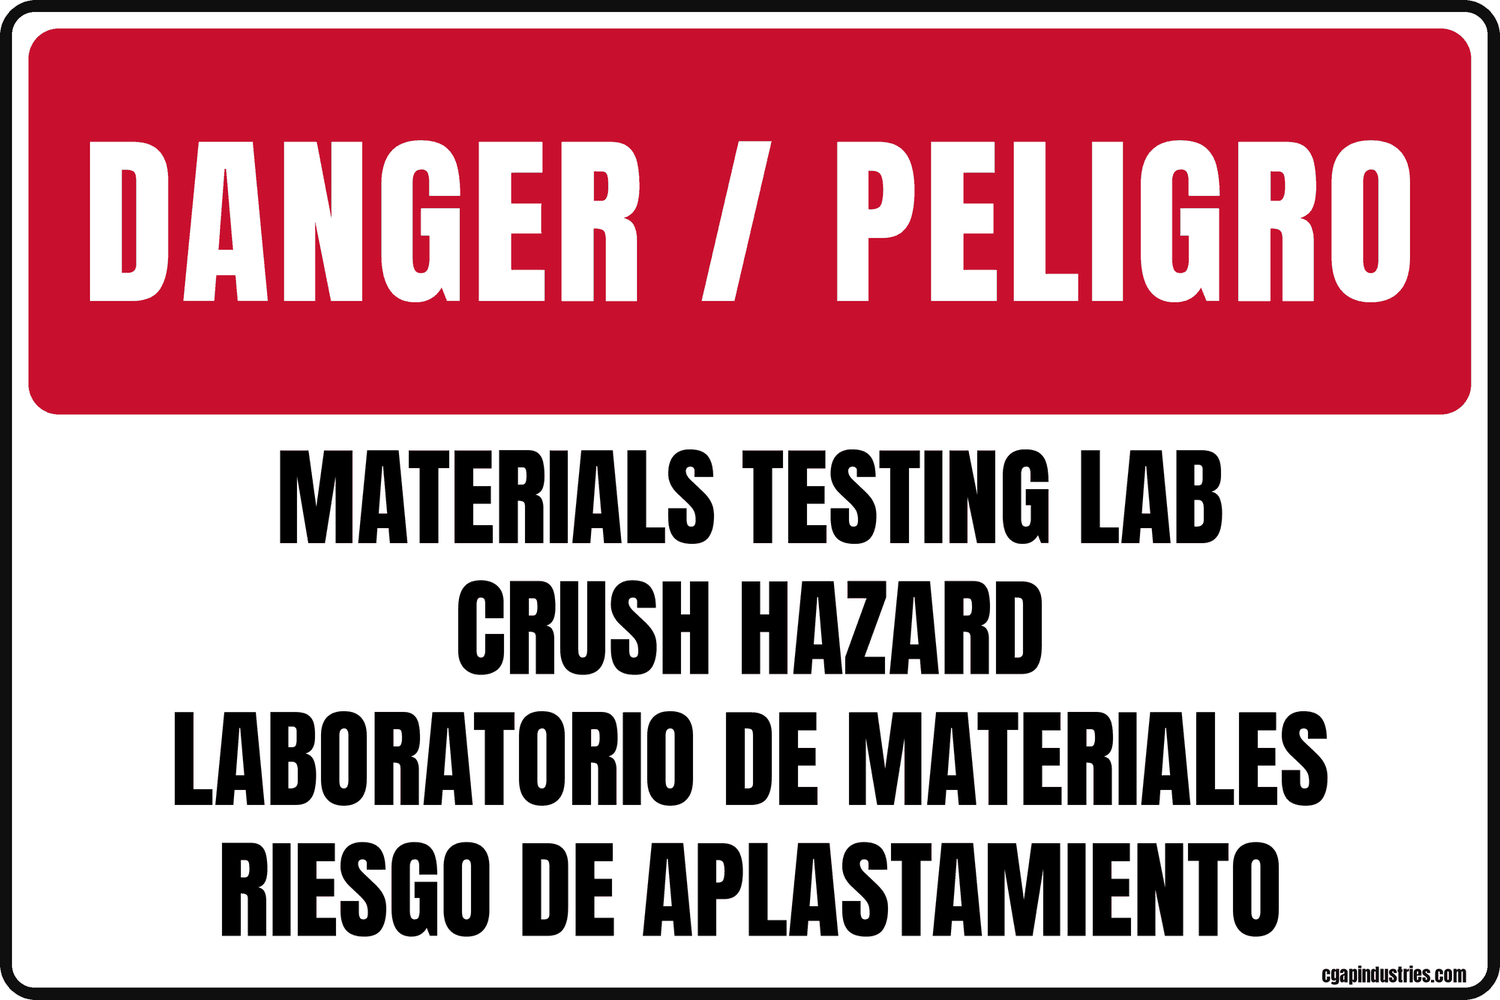 DANGER / PELIGRO
MATERIALS TESTING LAB
CRUSH HAZARD
LABORATORIO DE MATERIALES
RIESGO DE APLASTAMIENTO
cgapindustries.com